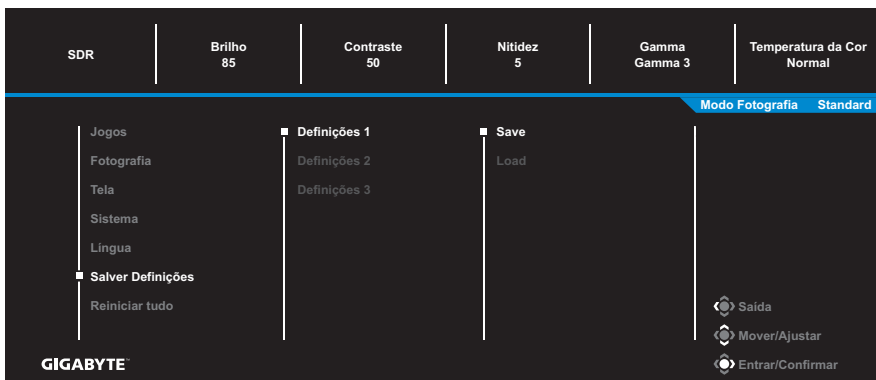 SDR
Brilho
85
Contraste
50
Nitidez
5
Gamma
Gamma 3
Temperatura da Cor
Normal
Modo Fotografia Standard
Jogos
Fotografia
Tela
Sistema
Língua
Salver Definições
Reiniciar tudo
Definições 1
Definições 2
Definições 3
Save
Load
Saída
Mover/Ajustar
Entrar/Confirmar
GIGABYTE™